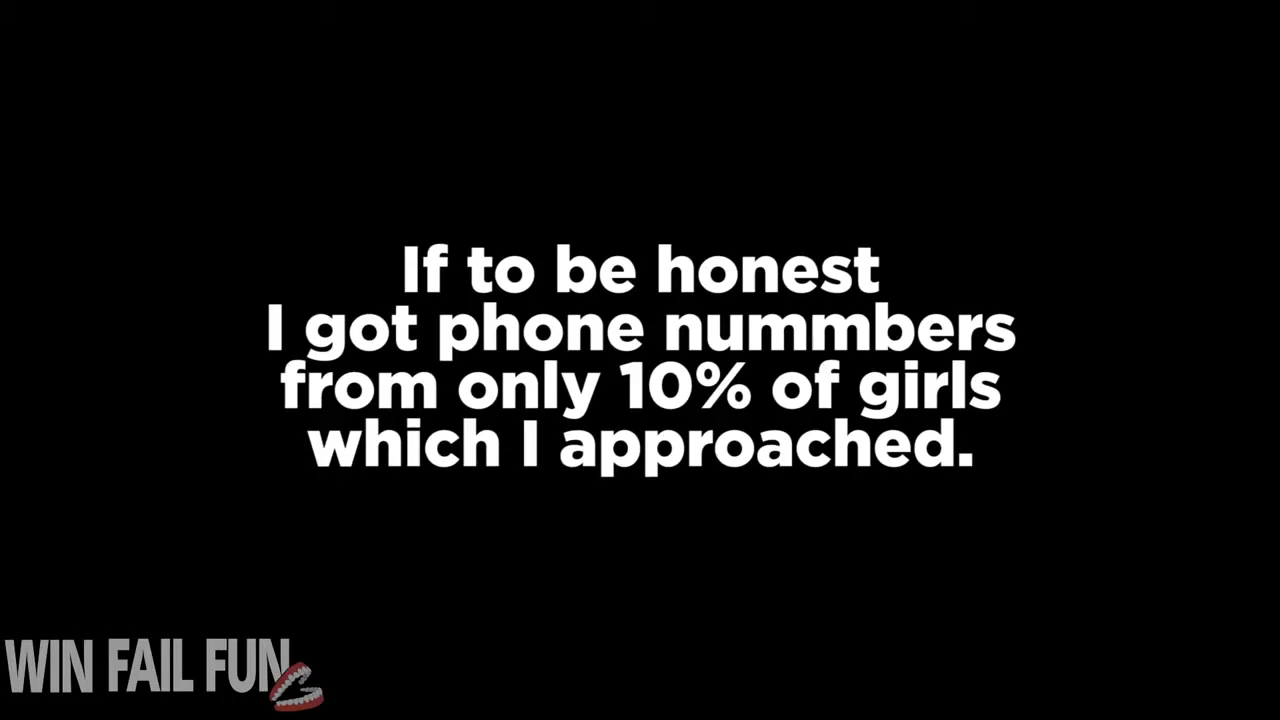 If to be honest
I got phone nummbers
from only 10% of girls
which I approached.
WIN FAIL FUN